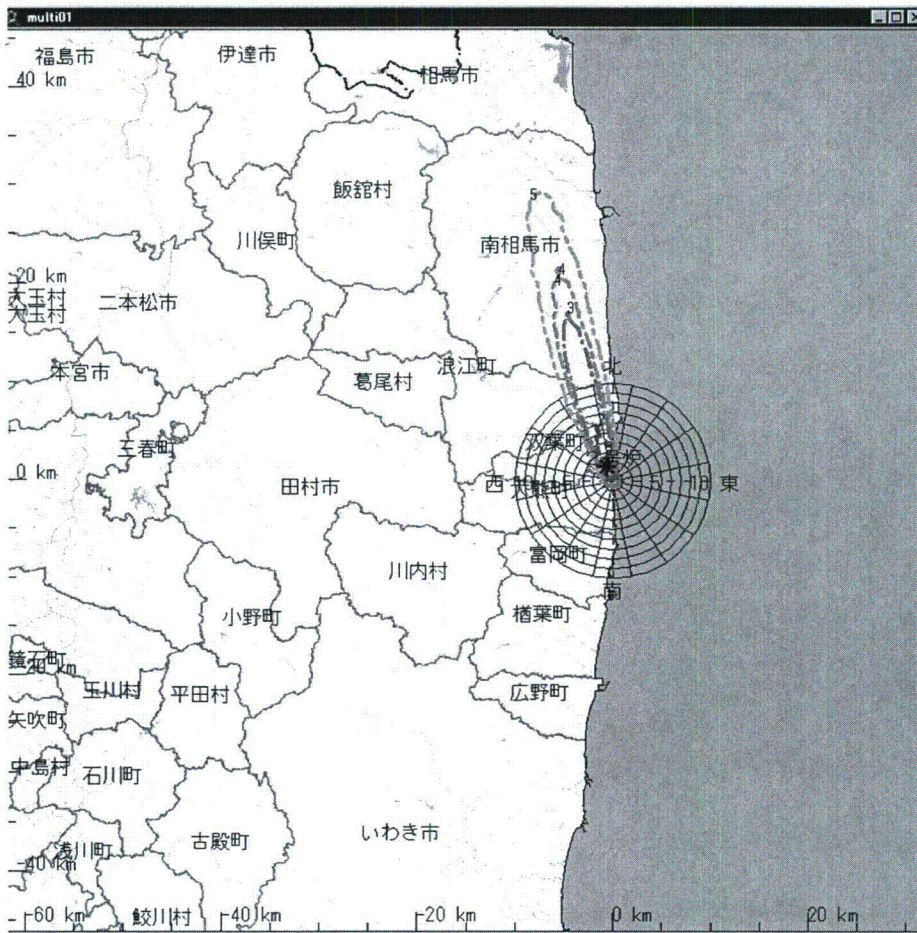 multi01
福島市
伊達市
相馬市
40 km
飯舘村
川俣町
南相馬市
5
4
3
20 km
大玉村
大玉村
二本松市
本宮市
葛尾村
浪江町
北
三春町
双葉町
0 km
田村市
西
東
富岡町
川内村
南
小野町
楢葉町
鏡石町
-20 km
玉川村
平田村
広野町
矢吹町
中島村
石川町
浅川町
古殿町
いわき市
-40 km
鮫川村
-60 km
-40 km
-20 km
0 km
20 km